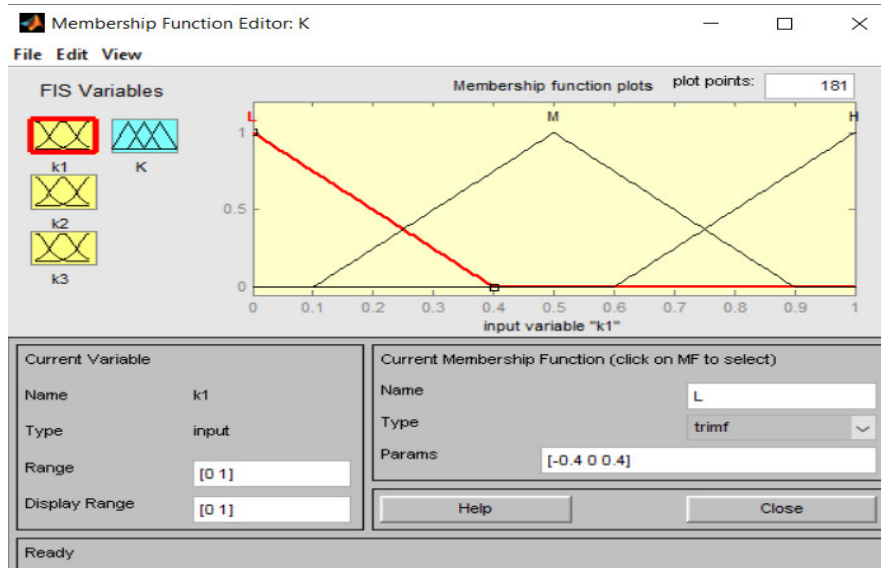 Membership Function Editor: K
File Edit View
FIS Variables
k1
K
k2
k3
Membership function plots
plot points:
181
L
M
H
1
0.5
0
0 0.1 0.2 0.3 0.4 0.5 0.6 0.7 0.8 0.9 1
input variable "k1"
Current Variable
Name k1
Type input
Range [0 1]
Display Range [0 1]
Current Membership Function (click on MF to select)
Name L
Type trimf
Params [-0.4 0 0.4]
Help
Close
Ready